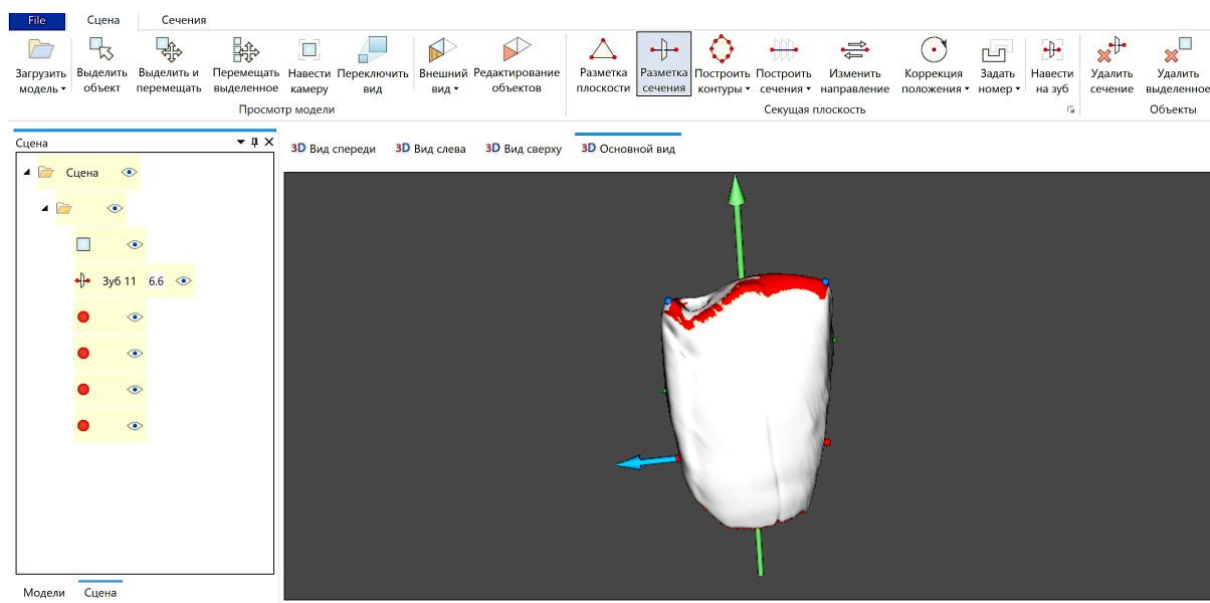 File Сцена Сечения
Загрузить модель Выделить объект Выделить и перемещать Перемещать выделенное Навести камеру Переключить вид Внешний вид Редактирование объектов Разметка плоскости Разметка сечения Построить контуры Построить сечения Изменить направление Коррекция положения Задать номер Навести на зуб Удалить сечение Удалить выделенное
Просмотр модели Секущая плоскость Объекты
Сцена
3D Вид спереди 3D Вид слева 3D Вид сверху 3D Основной вид
Сцена
Зуб 11 6.6
Модели Сцена